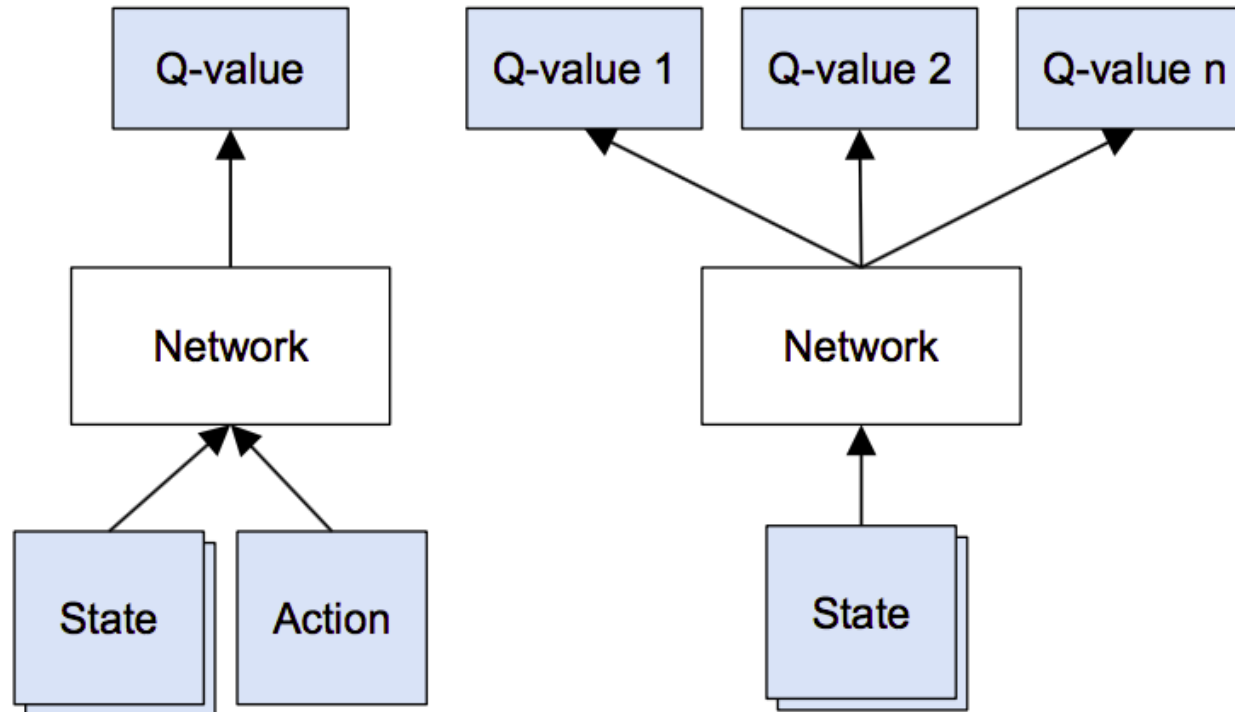 Q-value
Q-value 1
Q-value 2
Q-value n
Network
Network
State
Action
State